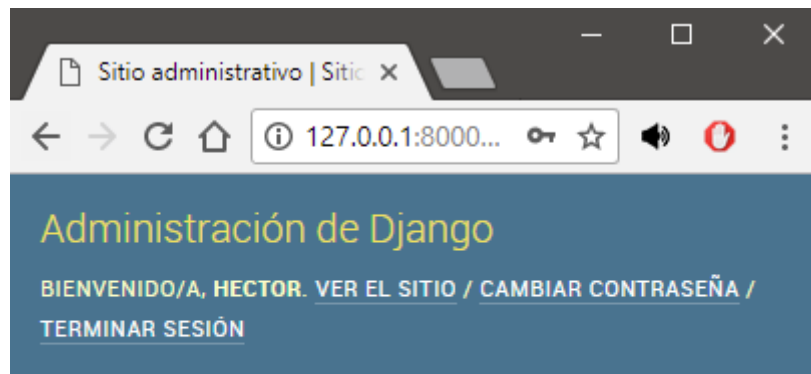 Sitio administrativo | Sitio
127.0.0.1:8000...
Administración de Django
BIENVENIDO/A, HECTOR. VER EL SITIO / CAMBIAR CONTRASEÑA /
TERMINAR SESIÓN